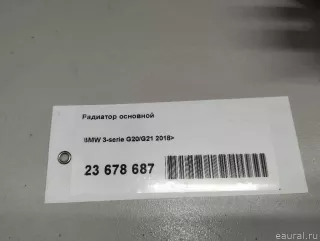 Радиатор основной
BMW 3-serie G20/G21 2018>
23 678 687
eaural.ru